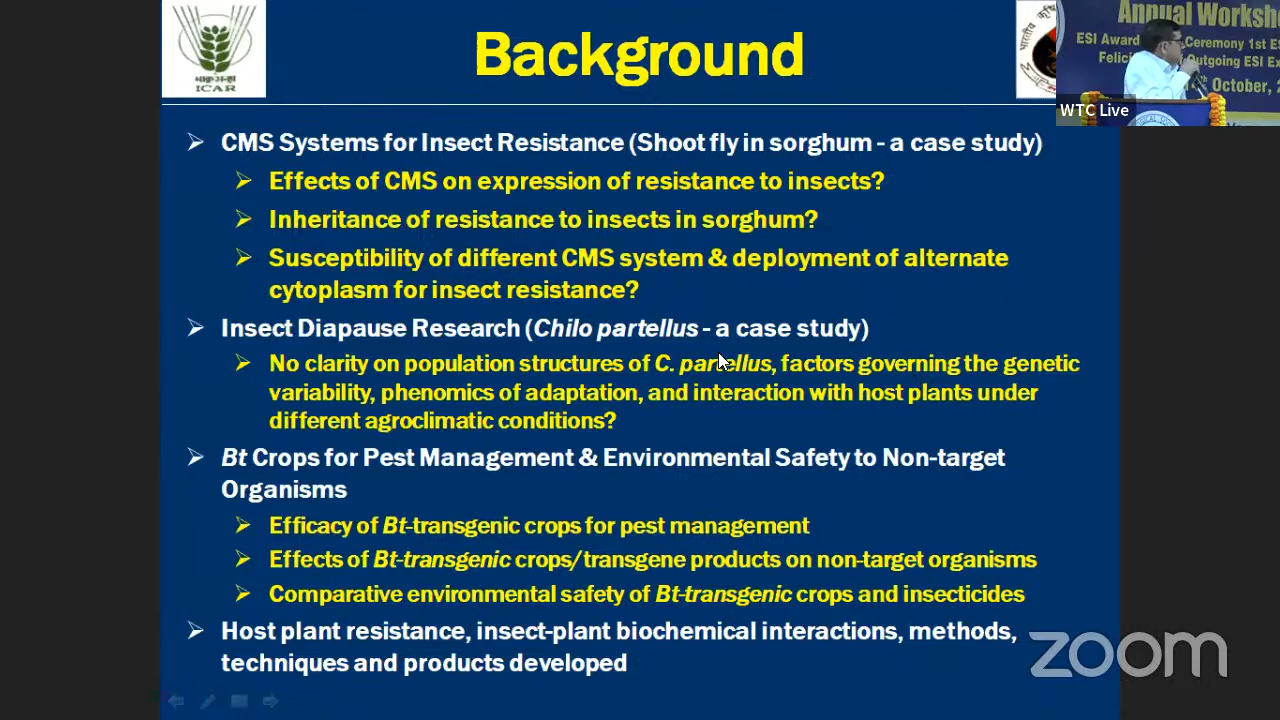 Background
ICAR
Annual Worksh
ESI Award Ceremony 1st ES
Felici Outgoing ESI Ex
October, 2
WTC Live
➢ CMS Systems for Insect Resistance (Shoot fly in sorghum - a case study)
➢ Effects of CMS on expression of resistance to insects?
➢ Inheritance of resistance to insects in sorghum?
➢ Susceptibility of different CMS system & deployment of alternate
cytoplasm for insect resistance?
➢ Insect Diapause Research (Chilo partellus - a case study)
➢ No clarity on population structures of C. partellus, factors governing the genetic
variability, phenomics of adaptation, and interaction with host plants under
different agroclimatic conditions?
➢ Bt Crops for Pest Management & Environmental Safety to Non-target
Organisms
➢ Efficacy of Bt-transgenic crops for pest management
➢ Effects of Bt-transgenic crops/transgene products on non-target organisms
➢ Comparative environmental safety of Bt-transgenic crops and insecticides
➢ Host plant resistance, insect-plant biochemical interactions, methods,
techniques and products developed
zoom